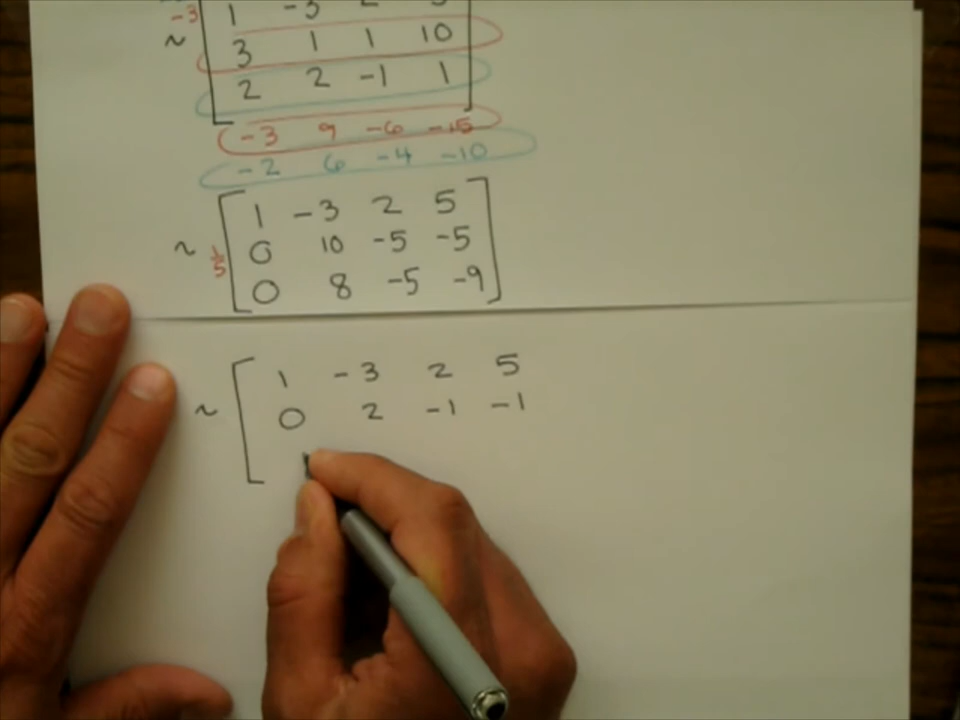 -3 1 -3 2 5
~ 3 1 1 10
2 2 -1 1
-3 9 -6 -15
-2 6 -4 -10
1 -3 2 5
~ 1/5 0 10 -5 -5
0 8 -5 -9
1 -3 2 5
~ 0 2 -1 -1